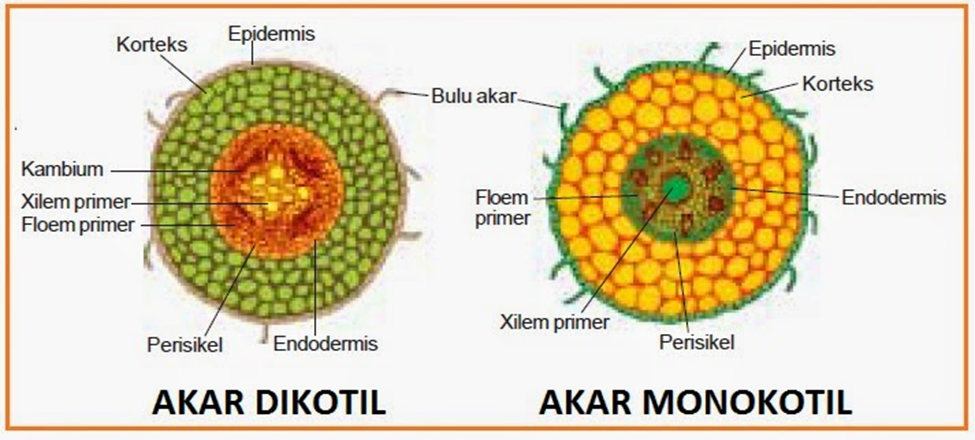 Korteks
Epidermis
Kambium
Xilem primer
Floem primer
Perisikel
Endodermis
Bulu akar
Epidermis
Korteks
Floem
primer
Endodermis
Xilem primer
Perisikel
AKAR DIKOTIL
AKAR MONOKOTIL